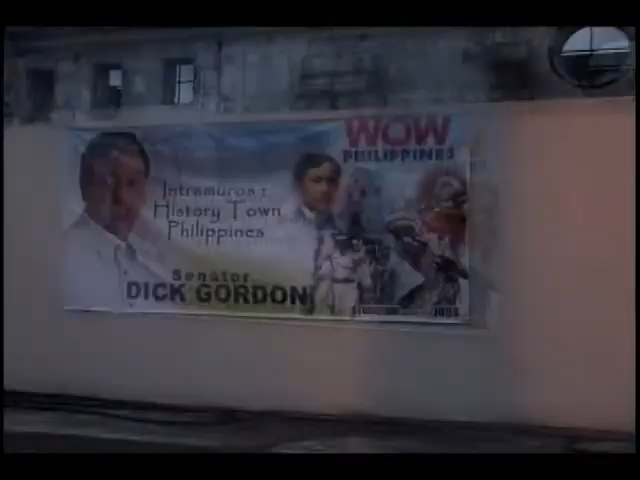 WOW
PHILIPPINES
Intramuros:
History Town
Philippines
Senator
DICK GORDON